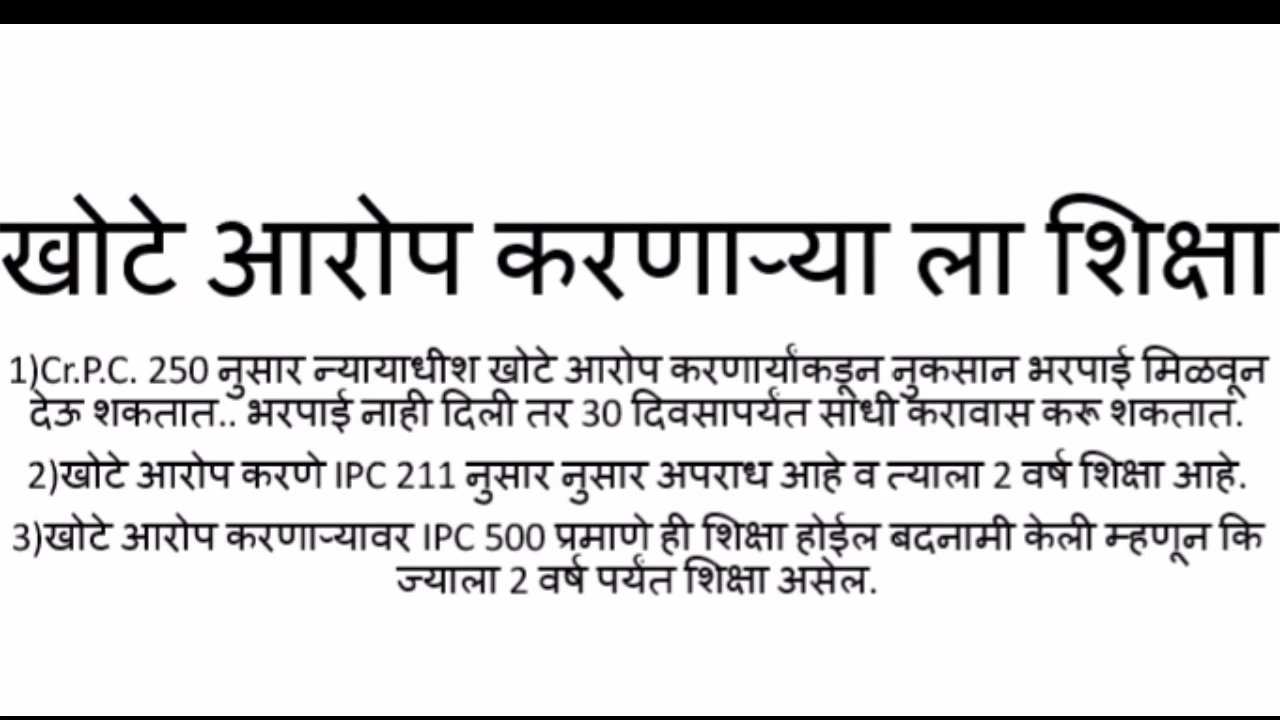 खोटे आरोप करणाऱ्या ला शिक्षा
1)Cr.P.C. 250 नुसार न्यायाधीश खोटे आरोप करणार्यांकडून नुकसान भरपाई मिळवून
देऊ शकतात.. भरपाई नाही दिली तर 30 दिवसापर्यंत साधी करावास करू शकतात.
2)खोटे आरोप करणे IPC 211 नुसार नुसार अपराध आहे व त्याला 2 वर्ष शिक्षा आहे.
3)खोटे आरोप करणाऱ्यावर IPC 500 प्रमाणे ही शिक्षा होईल बदनामी केली म्हणून कि
ज्याला 2 वर्ष पर्यंत शिक्षा असेल.